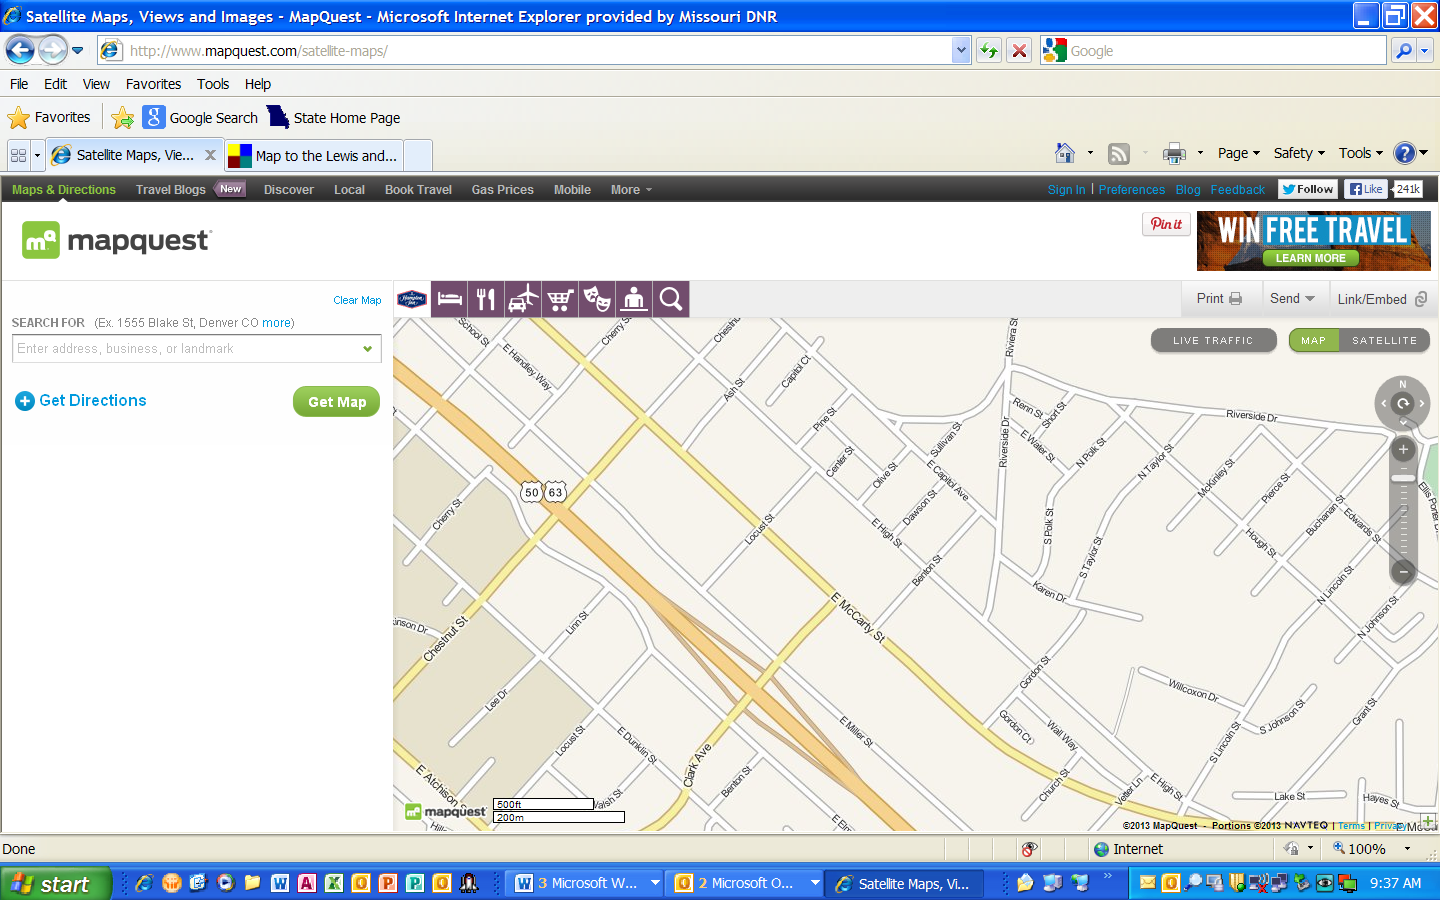 Satellite Maps, Views and Images - MapQuest - Microsoft Internet Explorer provided by Missouri DNR
http://www.mapquest.com/satellite-maps/
Google
File Edit View Favorites Tools Help
Favorites Google Search State Home Page
Satellite Maps, Vie... Map to the Lewis and... Page Safety Tools
Maps & Directions Travel Blogs New Discover Local Book Travel Gas Prices Mobile More Sign In | Preferences Blog Feedback Follow Like 241k
mapquest
Pin it
WIN FREE TRAVEL
LEARN MORE
Clear Map
Hampton Inn
Print Send Link/Embed
SEARCH FOR (Ex. 1555 Blake St, Denver CO more)
Enter address, business, or landmark
Get Directions Get Map
LIVE TRAFFIC MAP SATELLITE
N
School St
E Handley Way
Cherry St
Ash St
Capitol Ct
Riviera St
Riverside Dr
Riverside Dr
Renn St
Short St
E Water St
N Polk St
N Taylor St
Pine St
Center St
Sullivan St
Olive St
E Capitol Ave
Dawson St
McKinley St
Pierce St
Buchanan St
Edwards St
50 63
Cherry St
Locust St
E High St
Benton St
S Polk St
S Taylor St
Hough St
Karen Dr
N Lincoln St
N Johnson St
E McCarty St
Chestnut St
Linn St
Lee Dr
Gordon St
Willcoxon Dr
Gordon Ct
Wall Way
S Johnson St
Grant St
S Lincoln St
E Miller St
E Dunklin St
Locust St
Clark Ave
Benton St
E Atchison St
Church St
Vetter Ln
E High St
Lake St
Hayes St
mapquest
500ft
200m
©2013 MapQuest - Portions ©2013 NAVTEQ | Terms | Privacy
Done Internet 100%
start 3 Microsoft W... 2 Microsoft O... Satellite Maps, Vi... 9:37 AM